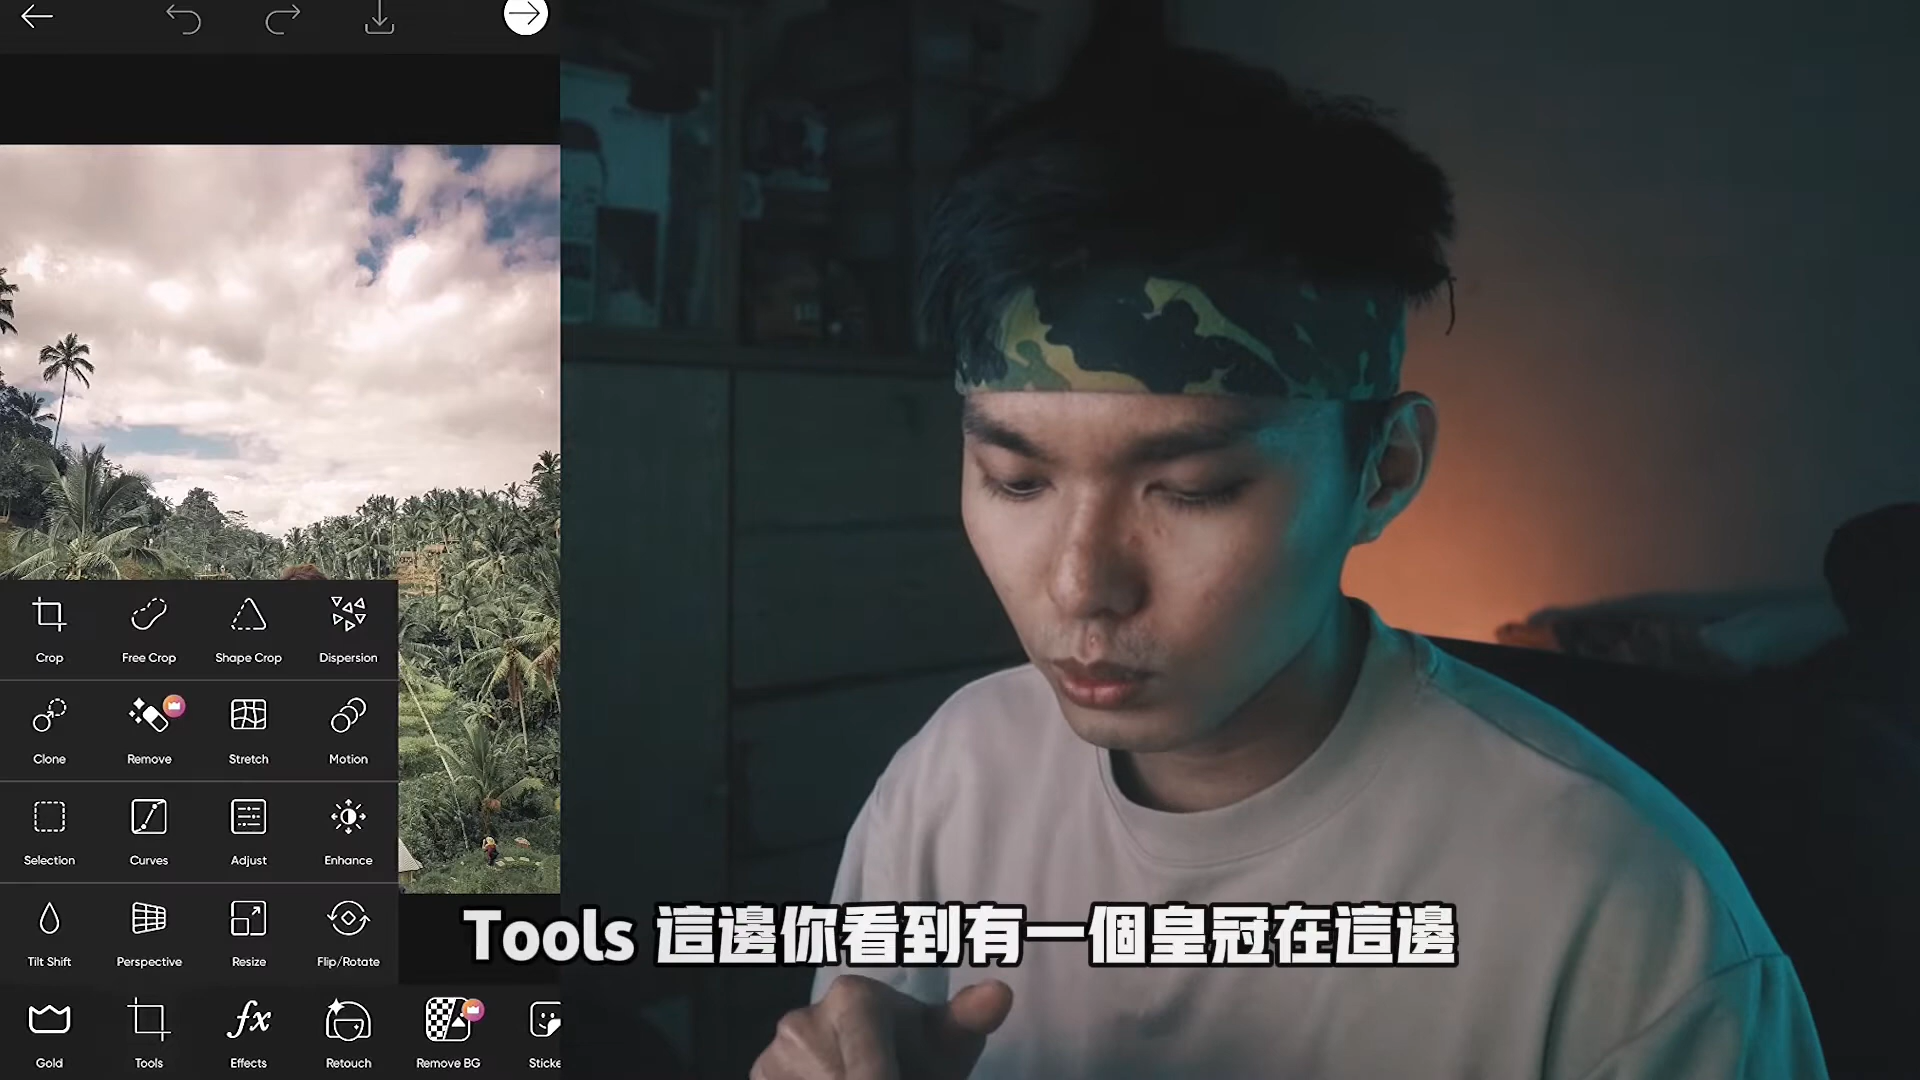 Crop
Free Crop
Shape Crop
Dispersion
Clone
Remove
Stretch
Motion
Selection
Curves
Adjust
Enhance
Tilt Shift
Perspective
Resize
Flip/Rotate
Tools 這邊你看到有一個皇冠在這邊
Gold
Tools
fx
Effects
Retouch
Remove BG
Sticke